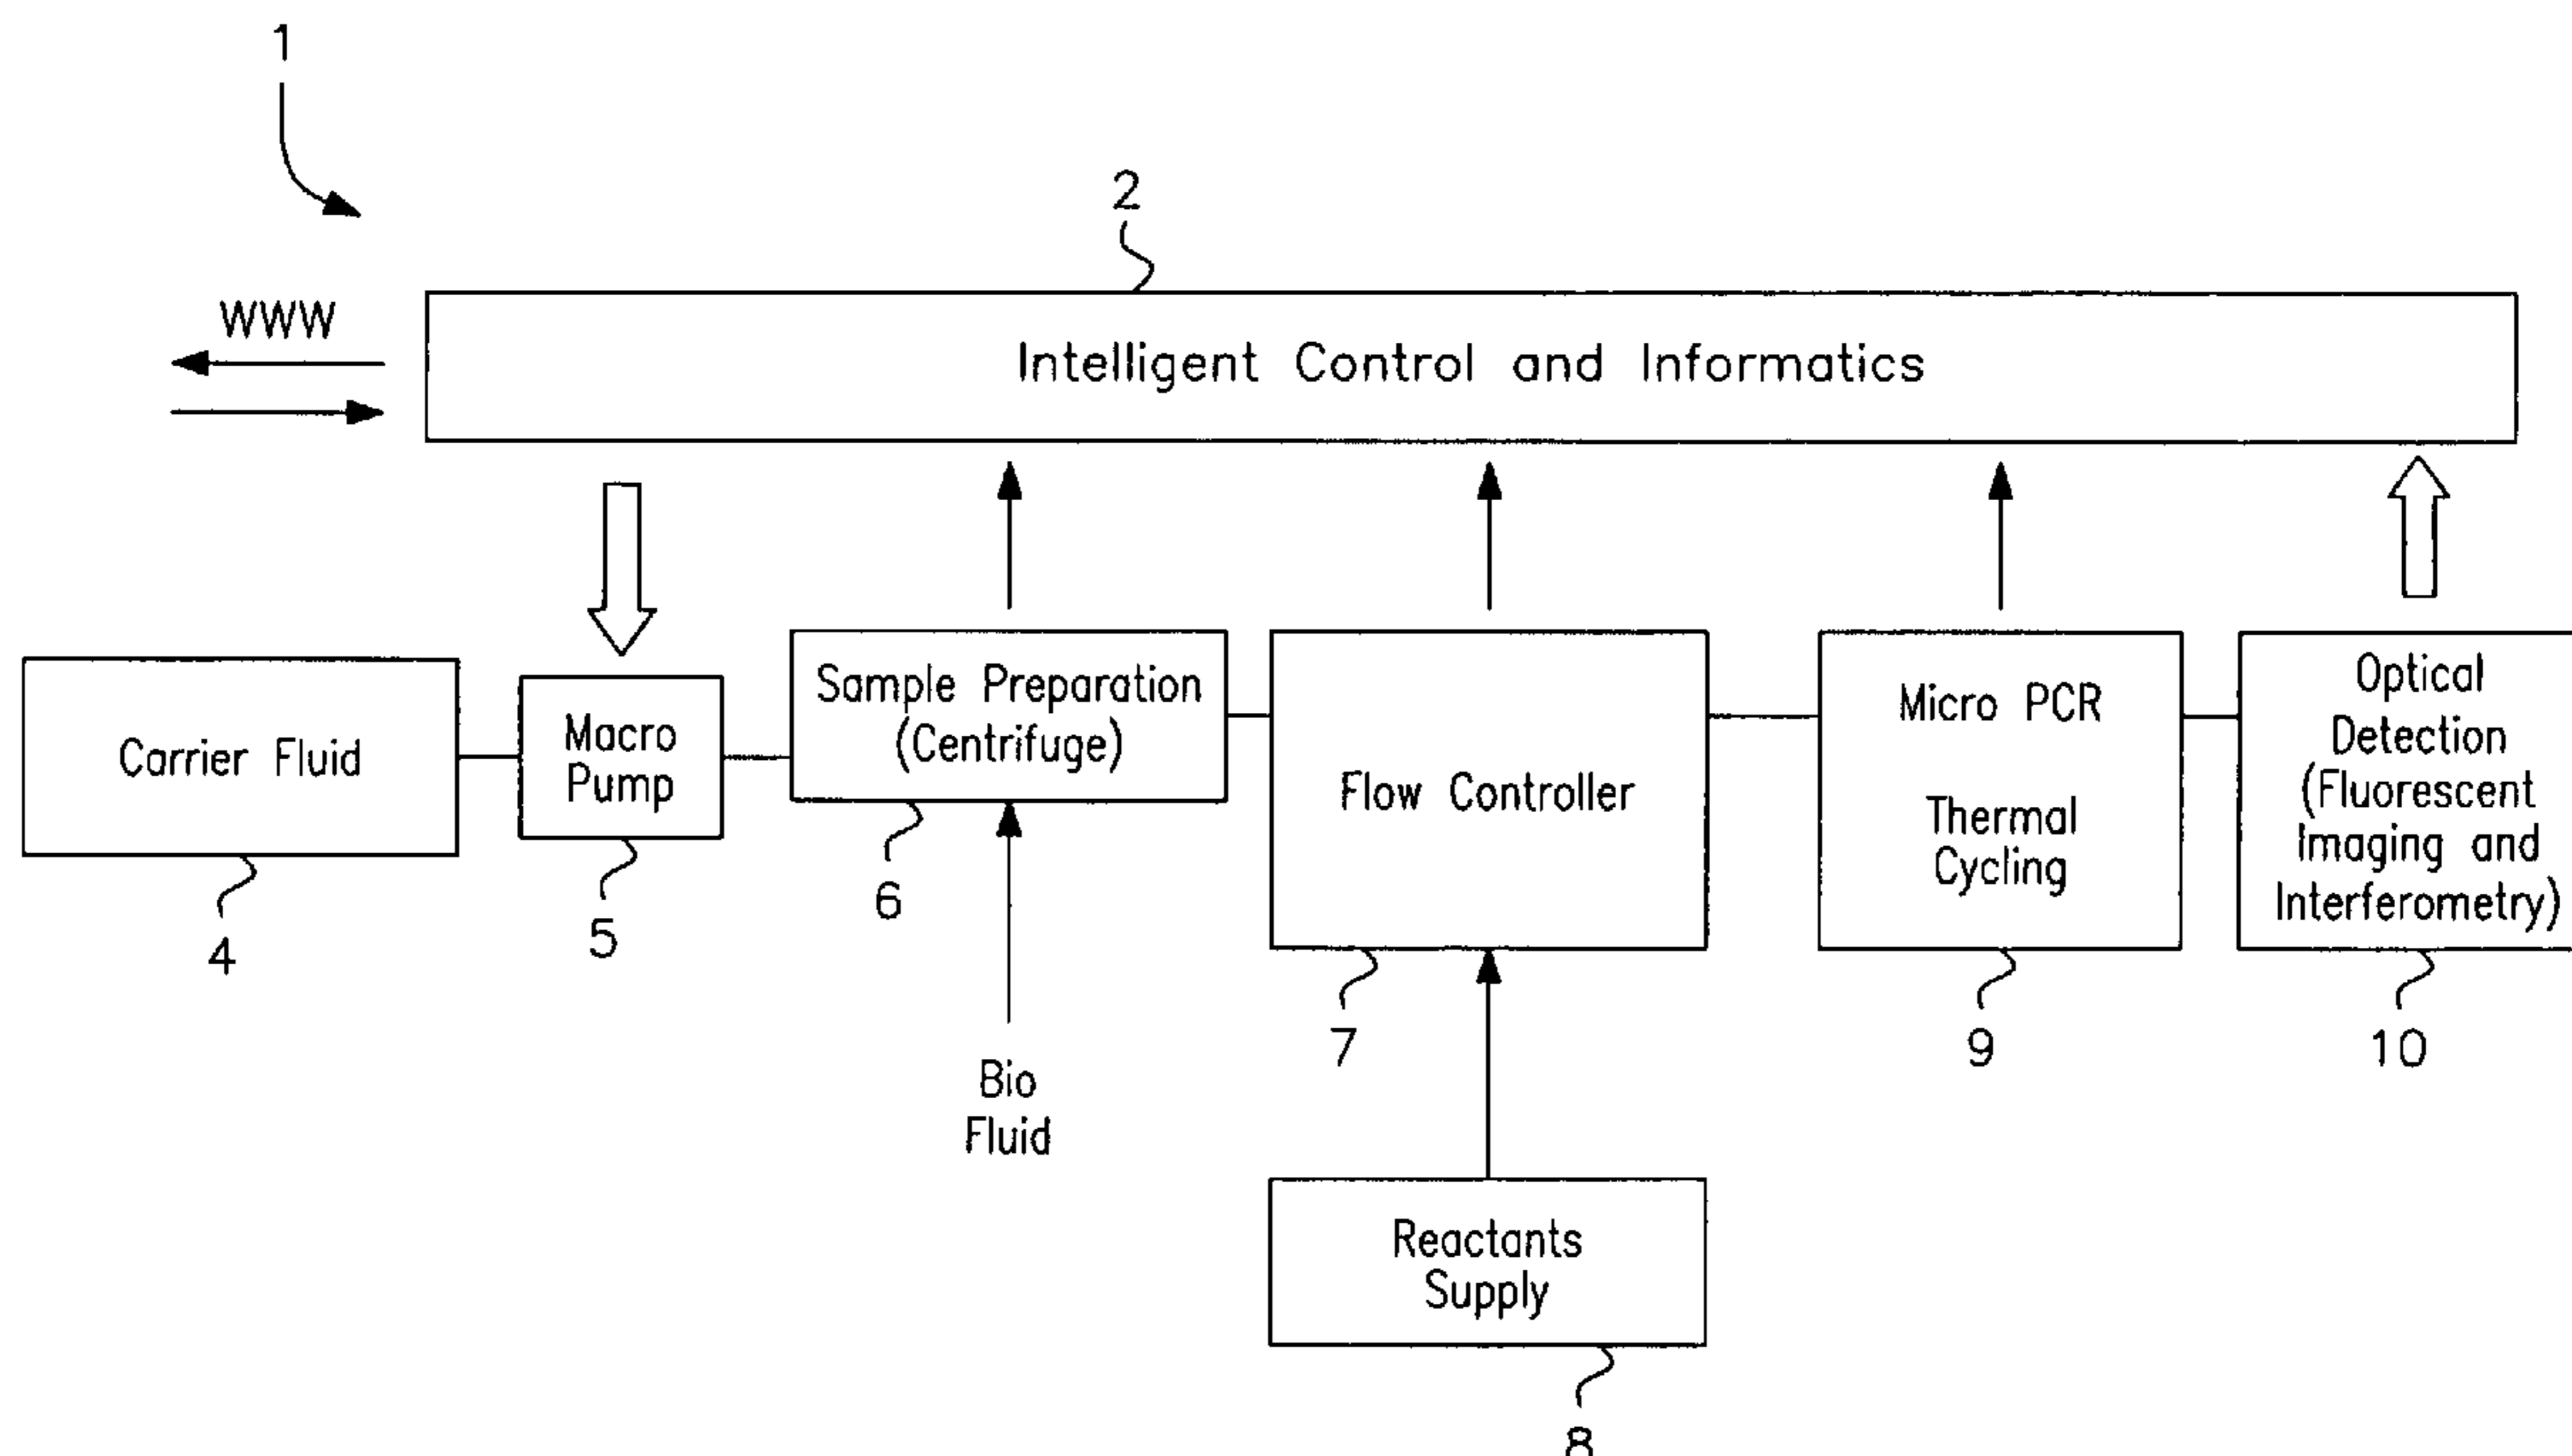 1
2
WWW
Intelligent Control and Informatics
Carrier Fluid
4
Macro
Pump
5
Sample Preparation
(Centrifuge)
6
Bio
Fluid
Flow Controller
7
Reactants
Supply
8
Micro PCR
Thermal
Cycling
9
Optical
Detection
(Fluorescent
Imaging and
Interferometry)
10